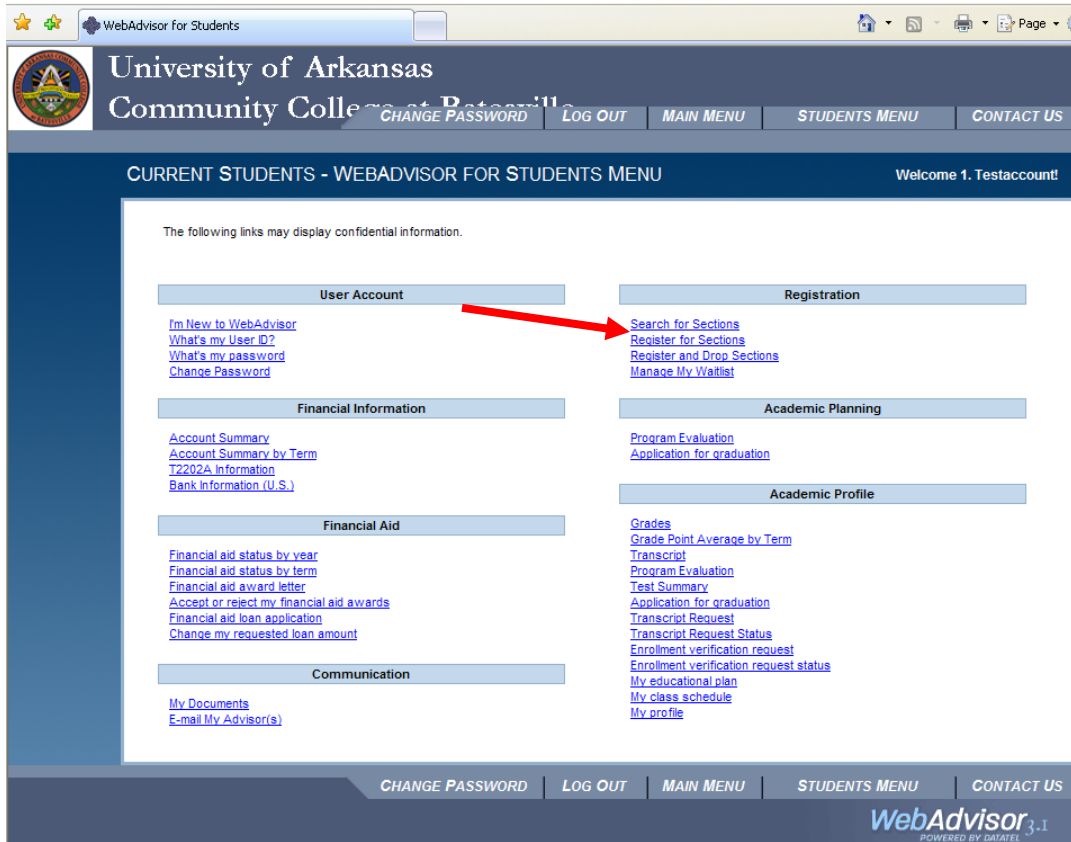 WebAdvisor for Students
Page
University of Arkansas
Community College at Batesville
CHANGE PASSWORD LOG OUT MAIN MENU STUDENTS MENU CONTACT US
CURRENT STUDENTS - WEBADVISOR FOR STUDENTS MENU
Welcome 1. Testaccount!
The following links may display confidential information.
User Account
I'm New to WebAdvisor
What's my User ID?
What's my password
Change Password
Financial Information
Account Summary
Account Summary by Term
T2202A Information
Bank Information (U.S.)
Financial Aid
Financial aid status by year
Financial aid status by term
Financial aid award letter
Accept or reject my financial aid awards
Financial aid loan application
Change my requested loan amount
Communication
My Documents
E-mail My Advisor(s)
Registration
Search for Sections
Register for Sections
Register and Drop Sections
Manage My Waitlist
Academic Planning
Program Evaluation
Application for graduation
Academic Profile
Grades
Grade Point Average by Term
Transcript
Program Evaluation
Test Summary
Application for graduation
Transcript Request
Transcript Request Status
Enrollment verification request
Enrollment verification request status
My educational plan
My class schedule
My profile
CHANGE PASSWORD LOG OUT MAIN MENU STUDENTS MENU CONTACT US
WebAdvisor 3.1
POWERED BY DATATEL